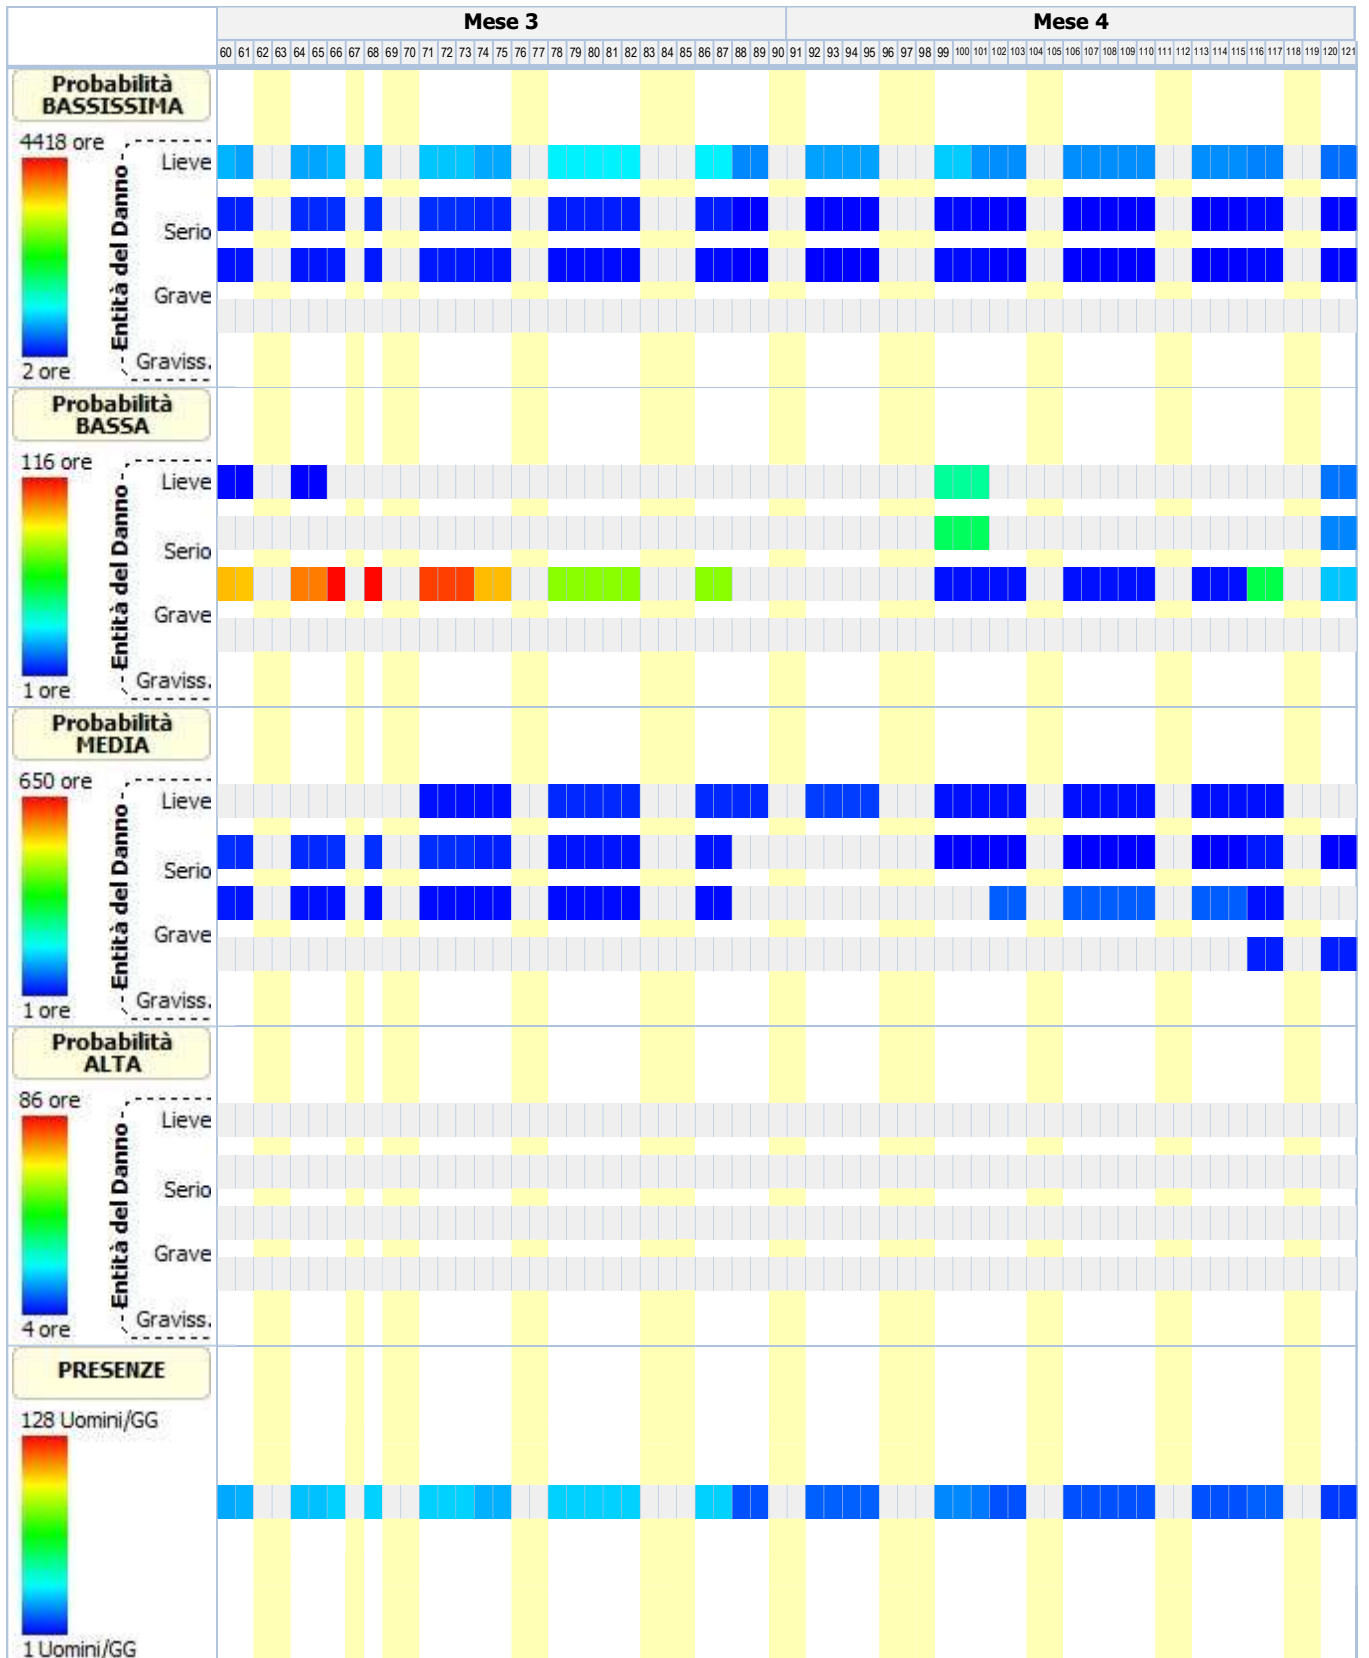 Mese 3 Mese 4
60 61 62 63 64 65 66 67 68 69 70 71 72 73 74 75 76 77 78 79 80 81 82 83 84 85 86 87 88 89 90 91 92 93 94 95 96 97 98 99 100 101 102 103 104 105 106 107 108 109 110 111 112 113 114 115 116 117 118 119 120 121
Probabilità
BASSISSIMA
4418 ore
Entità del Danno
Lieve
Serio
Grave
Graviss.
2 ore
Probabilità
BASSA
116 ore
Entità del Danno
Lieve
Serio
Grave
Graviss.
1 ore
Probabilità
MEDIA
650 ore
Entità del Danno
Lieve
Serio
Grave
Graviss.
1 ore
Probabilità
ALTA
86 ore
Entità del Danno
Lieve
Serio
Grave
Graviss.
4 ore
PRESENZE
128 Uomini/GG
1 Uomini/GG